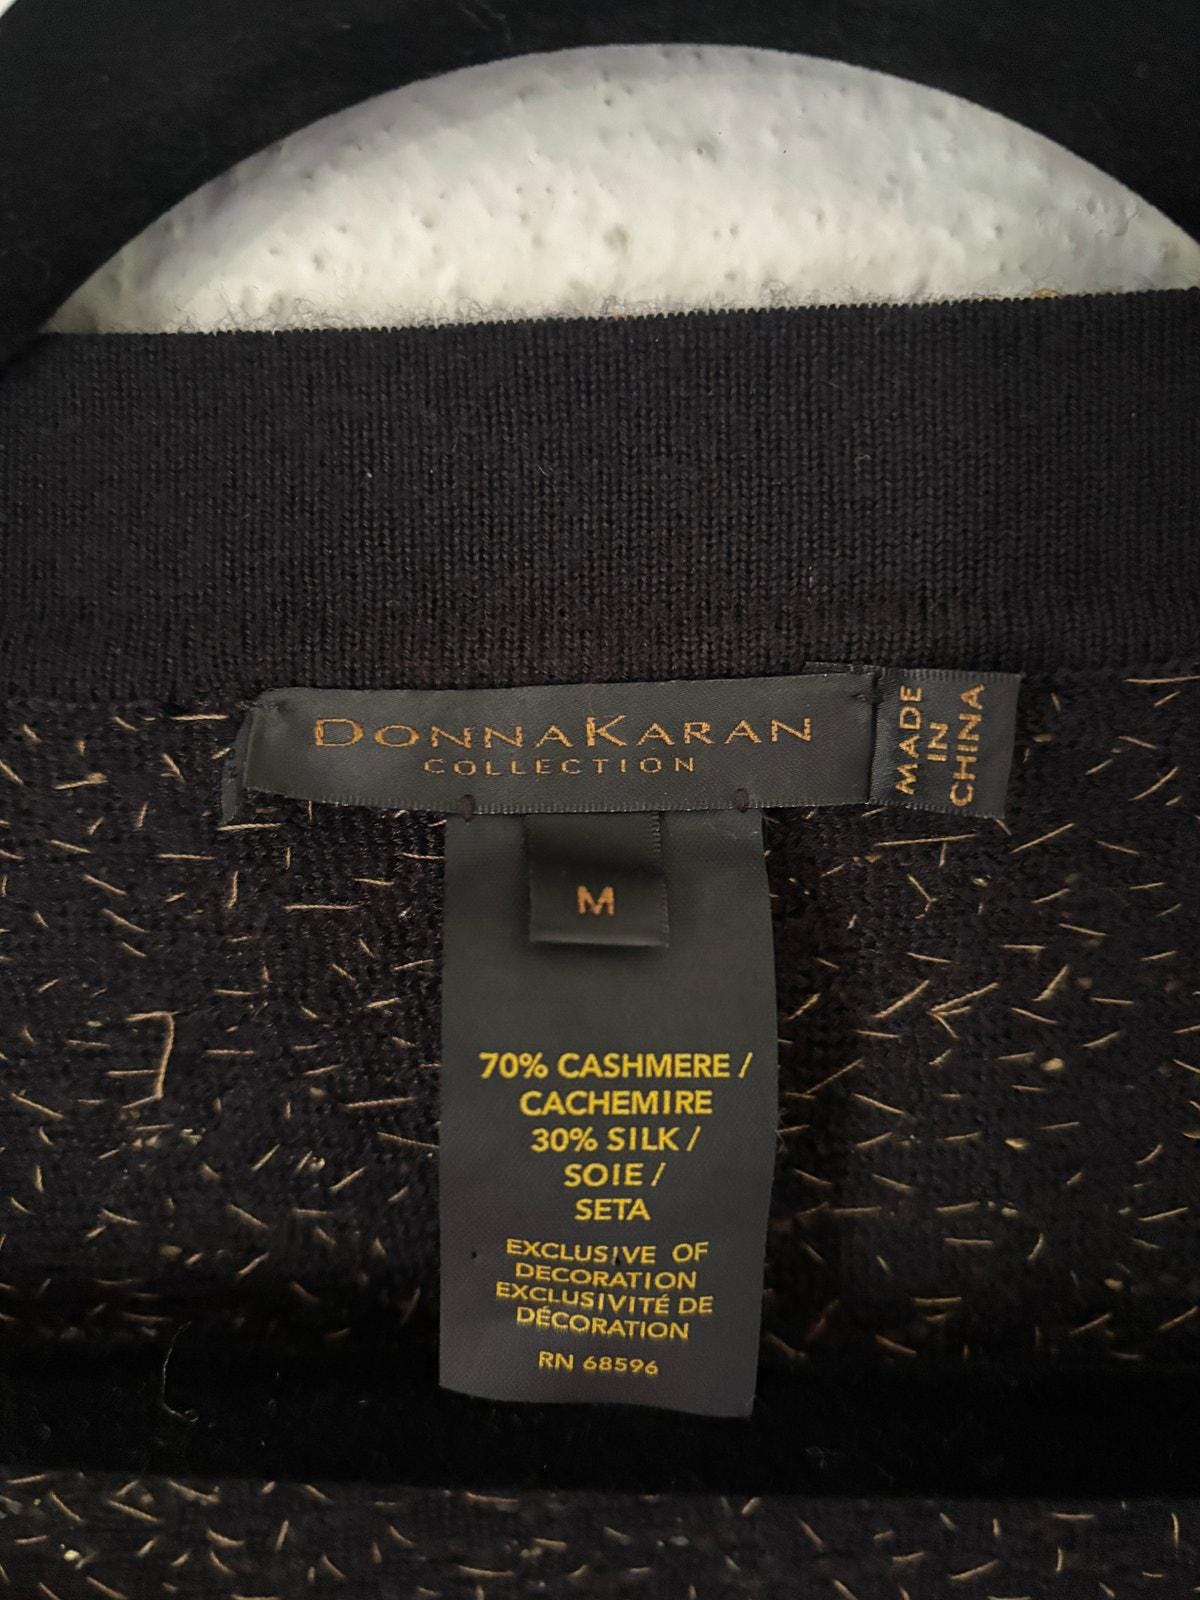 DONNAKARAN
COLLECTION
MADE
IN
CHINA
M
70% CASHMERE /
CACHEMIRE
30% SILK /
SOIE /
SETA
EXCLUSIVE OF
DECORATION
EXCLUSIVITÉ DE
DÉCORATION
RN 68596